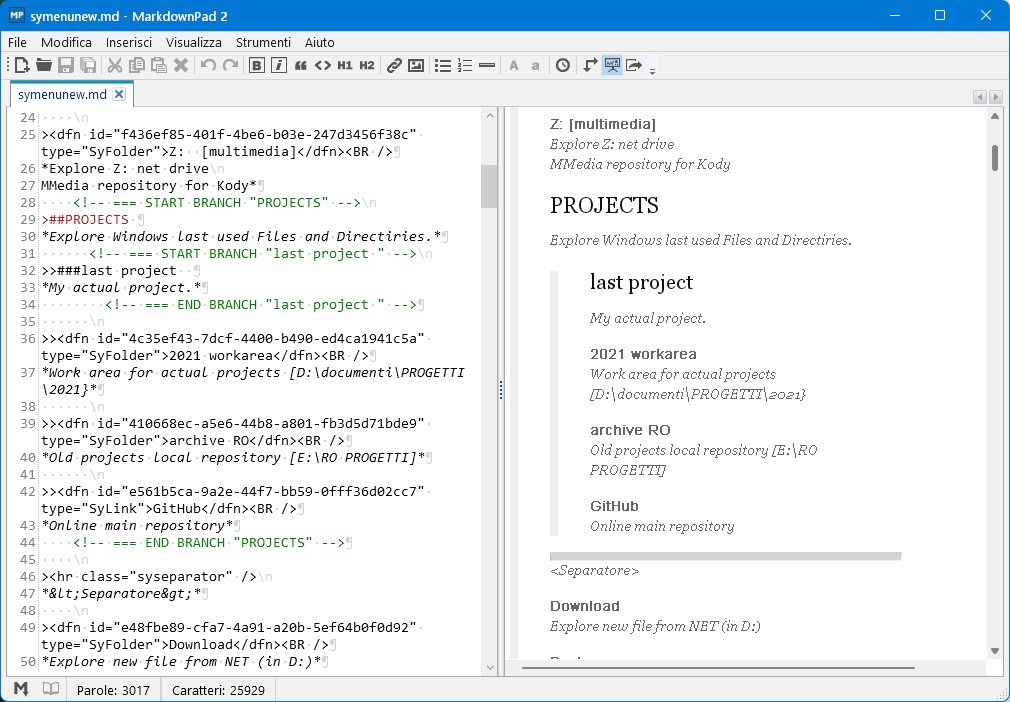 symenunew.md - MarkdownPad 2
File Modifica Inserisci Visualizza Strumenti Aiuto
B i H1 H2 A a
symenunew.md
24 ····\n
25 ><dfn·id="f436ef85-401f-4be6-b03e-247d3456f38c"·
type="SyFolder">Z:··[multimedia]</dfn><BR·/>¶
26 *Explore·Z:·net·drive\n
27 MMedia·repository·for·Kody*¶
28 ····<!--·===·START·BRANCH·"PROJECTS"·-->\n
29 >##PROJECTS·¶
30 *Explore·Windows·last·used·Files·and·Directiries.*¶
31 ······<!--·===·START·BRANCH·"last·project·"·-->\n
32 >>###last·project··¶
33 *My·actual·project.*¶
34 ········<!--·===·END·BRANCH·"last·project·"·-->¶
35 ······\n
36 >><dfn·id="4c35ef43-7dcf-4400-b490-ed4ca1941c5a"·
type="SyFolder">2021·workarea</dfn><BR·/>¶
37 *Work·area·for·actual·projects·[D:\documenti\PROGETTI
\2021}*¶
38 ······\n
39 >><dfn·id="410668ec-a5e6-44b8-a801-fb3d5d71bde9"·
type="SyFolder">archive·RO</dfn><BR·/>¶
40 *Old·projects·local·repository·[E:\RO·PROGETTI]*¶
41 ······\n
42 >><dfn·id="e561b5ca-9a2e-44f7-bb59-0fff36d02cc7"·
type="SyLink">GitHub</dfn><BR·/>¶
43 *Online·main·repository*¶
44 ····<!--·===·END·BRANCH·"PROJECTS"·-->¶
45 ····\n
46 ><hr·class="syseparator"·/>\n
47 *&lt;Separatore&gt;*¶
48 ····\n
49 ><dfn·id="e48fbe89-cfa7-4a91-a20b-5ef64b0f0d92"·
type="SyFolder">Download</dfn><BR·/>¶
50 *Explore·new·file·from·NET·(in·D:)*¶
Z: [multimedia]
Explore Z: net drive
MMedia repository for Kody
PROJECTS
Explore Windows last used Files and Directiries.
last project
My actual project.
2021 workarea
Work area for actual projects
[D:\documenti\PROGETTI\2021}
archive RO
Old projects local repository [E:\RO
PROGETTI]
GitHub
Online main repository
<Separatore>
Download
Explore new file from NET (in D:)
Parole: 3017 Caratteri: 25929